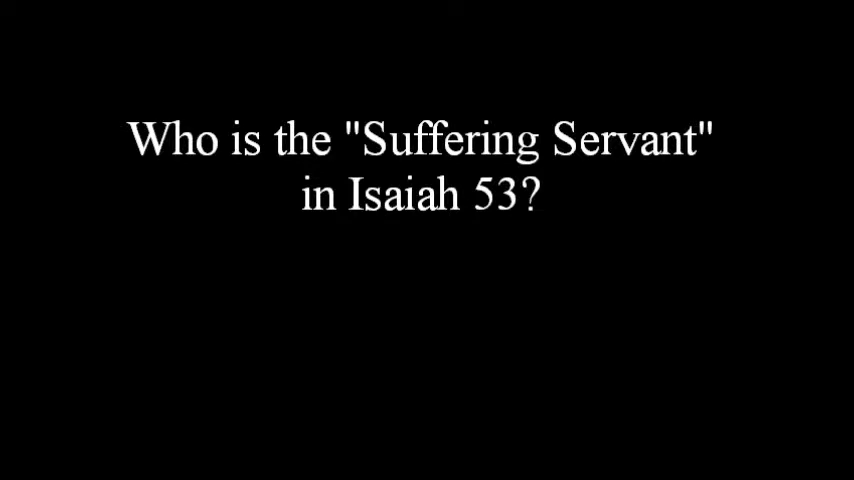 Who is the "Suffering Servant"
in Isaiah 53?